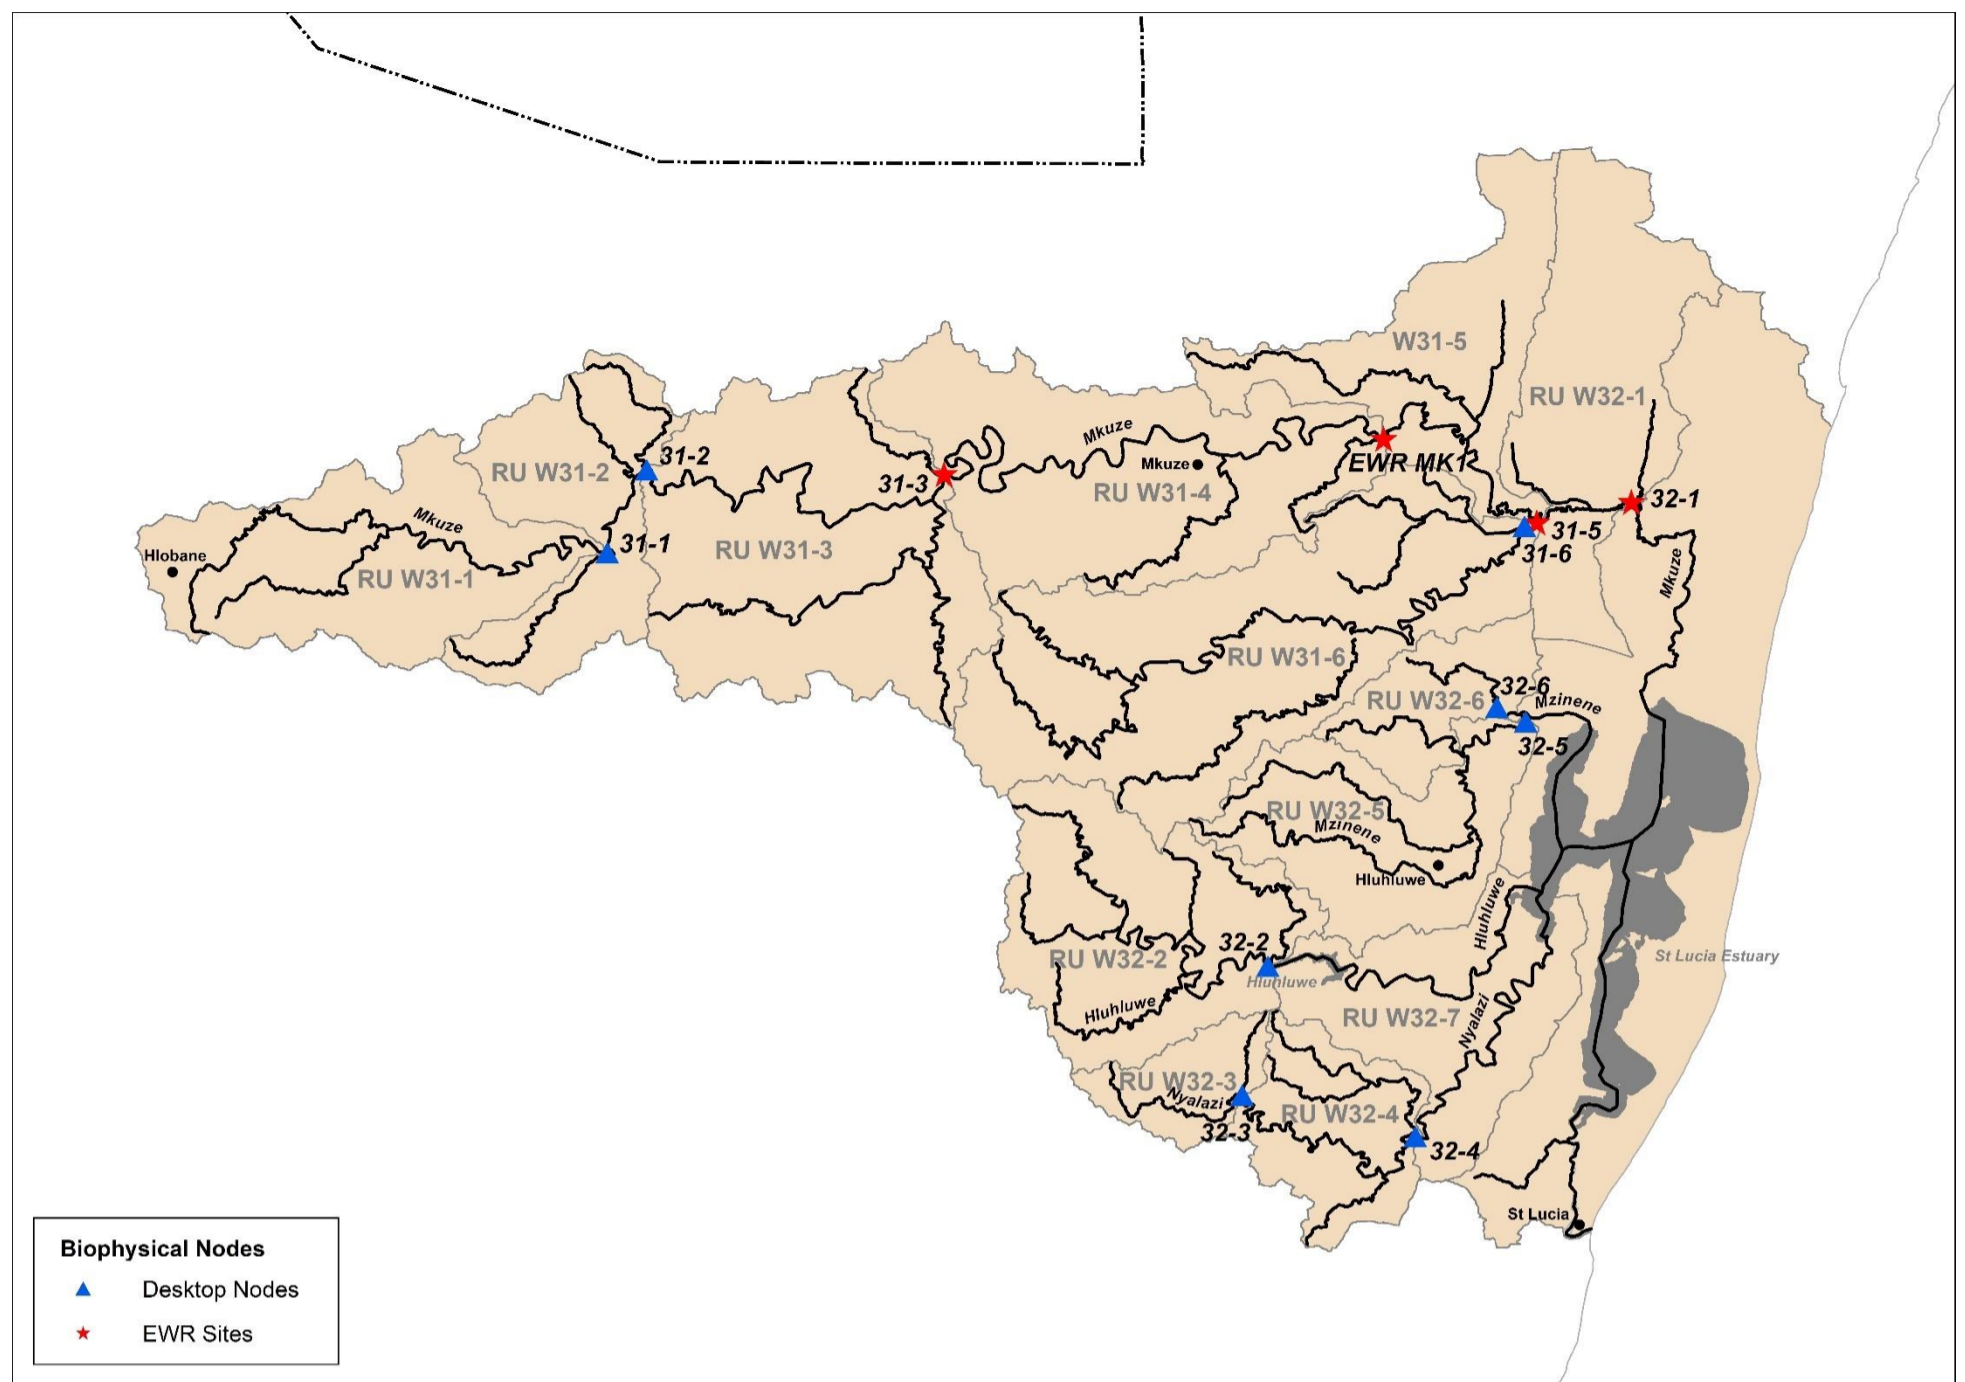 W31-5
RU W32-1
Mkuze
31-2
RU W31-2
Mkuze
EWR MK1
31-3
RU W31-4
32-1
Mkuze
31-5
31-1
RU W31-3
31-6
Hlobane
RU W31-1
Mkuze
RU W31-6
32-6
RU W32-6
Mzinene
32-5
RU W32-5
Mzinene
Hluhluwe
Hluhluwe
32-2
RU W32-2
St Lucia Estuary
Hluhluwe
Hluhluwe
RU W32-7
Nyalazi
RU W32-3
Nyalazi
RU W32-4
32-3
32-4
St Lucia
Biophysical Nodes
Desktop Nodes
EWR Sites